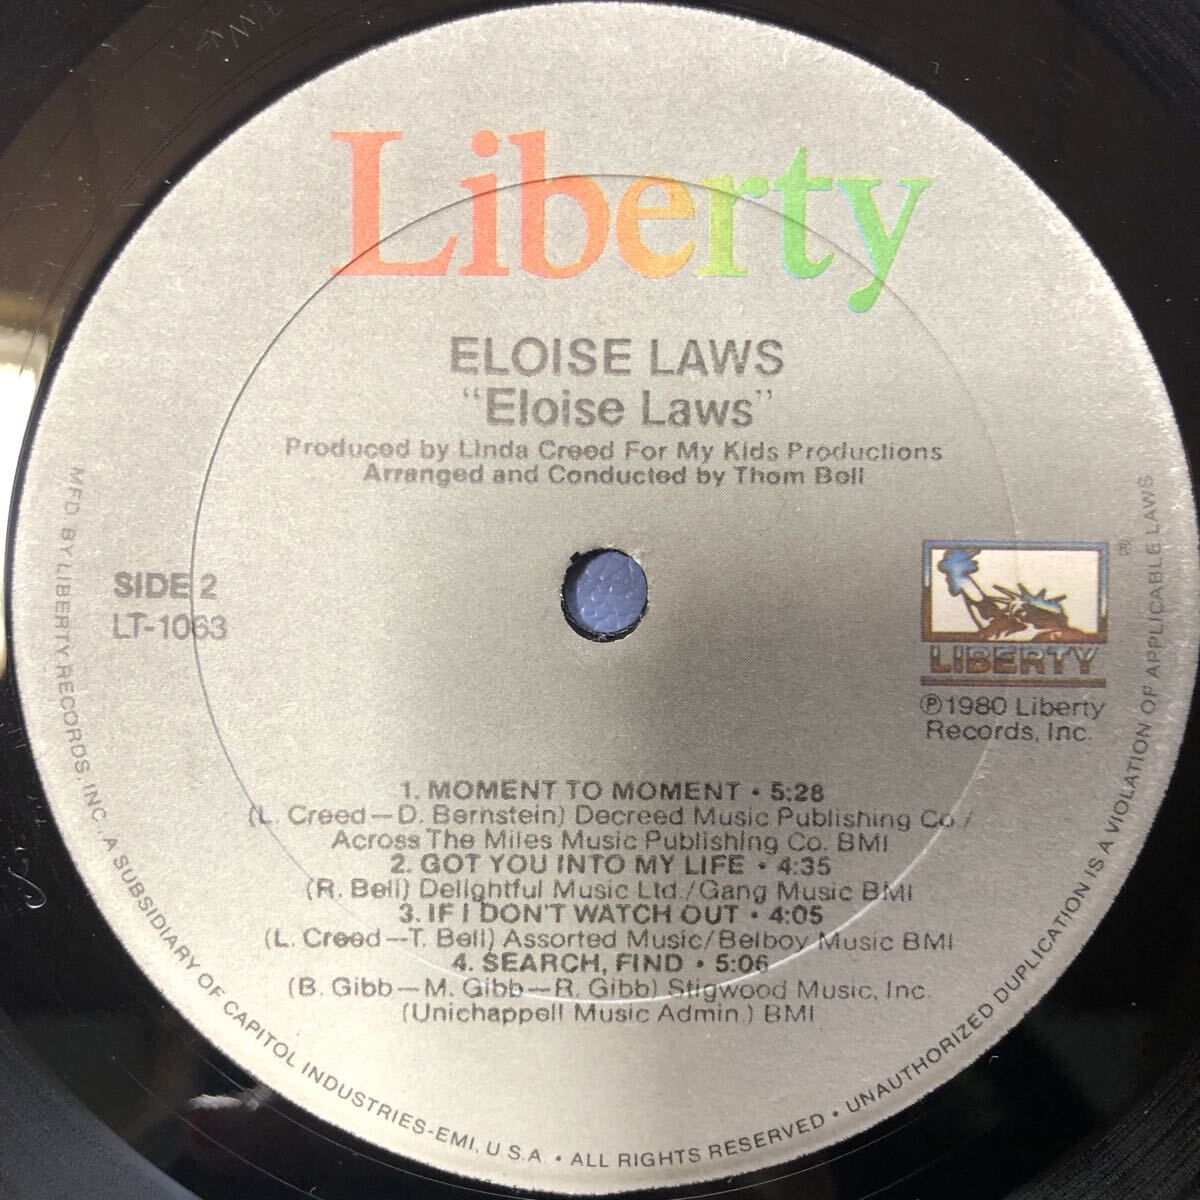 Liberty
ELOISE LAWS
"Eloise Laws"
Produced by Linda Creed For My Kids Productions
Arranged and Conducted by Thom Bell
SIDE 2
LT-1063
LIBERTY
®
℗1980 Liberty
Records, Inc.
1. MOMENT TO MOMENT • 5:28
(L. Creed—D. Bernstein) Decreed Music Publishing Co./
Across The Miles Music Publishing Co. BMI
2. GOT YOU INTO MY LIFE • 4:35
(R. Bell) Delightful Music Ltd./Gang Music BMI
3. IF I DON'T WATCH OUT • 4:05
(L. Creed—T. Bell) Assorted Music/Belboy Music BMI
4. SEARCH, FIND • 5:06
(B. Gibb—M. Gibb—R. Gibb) Stigwood Music, Inc.
(Unichappell Music Admin.) BMI
MFD BY LIBERTY RECORDS, INC., A SUBSIDIARY OF CAPITOL INDUSTRIES-EMI, U.S.A. • ALL RIGHTS RESERVED • UNAUTHORIZED DUPLICATION IS A VIOLATION OF APPLICABLE LAWS